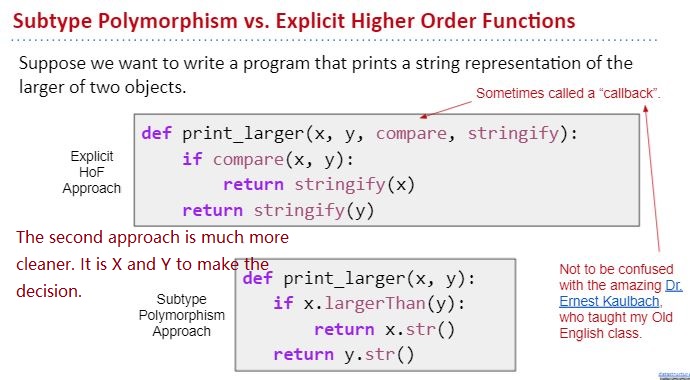 Subtype Polymorphism vs. Explicit Higher Order Functions
Suppose we want to write a program that prints a string representation of the
larger of two objects.
Sometimes called a "callback".
Explicit
HoF
Approach
def print_larger(x, y, compare, stringify):
    if compare(x, y):
        return stringify(x)
    return stringify(y)
The second approach is much more
cleaner. It is X and Y to make the
decision.
Subtype
Polymorphism
Approach
def print_larger(x, y):
    if x.largerThan(y):
        return x.str()
    return y.str()
Not to be confused
with the amazing Dr.
Ernest Kaulbach,
who taught my Old
English class.